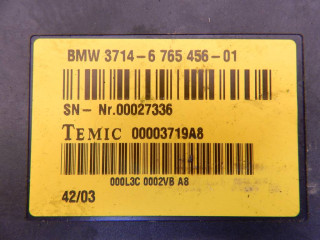 BMW 3714-6 765 456-01
SN- Nr.00027336
TEMIC 00003719A8
000L3C 0002VB A8
42/03